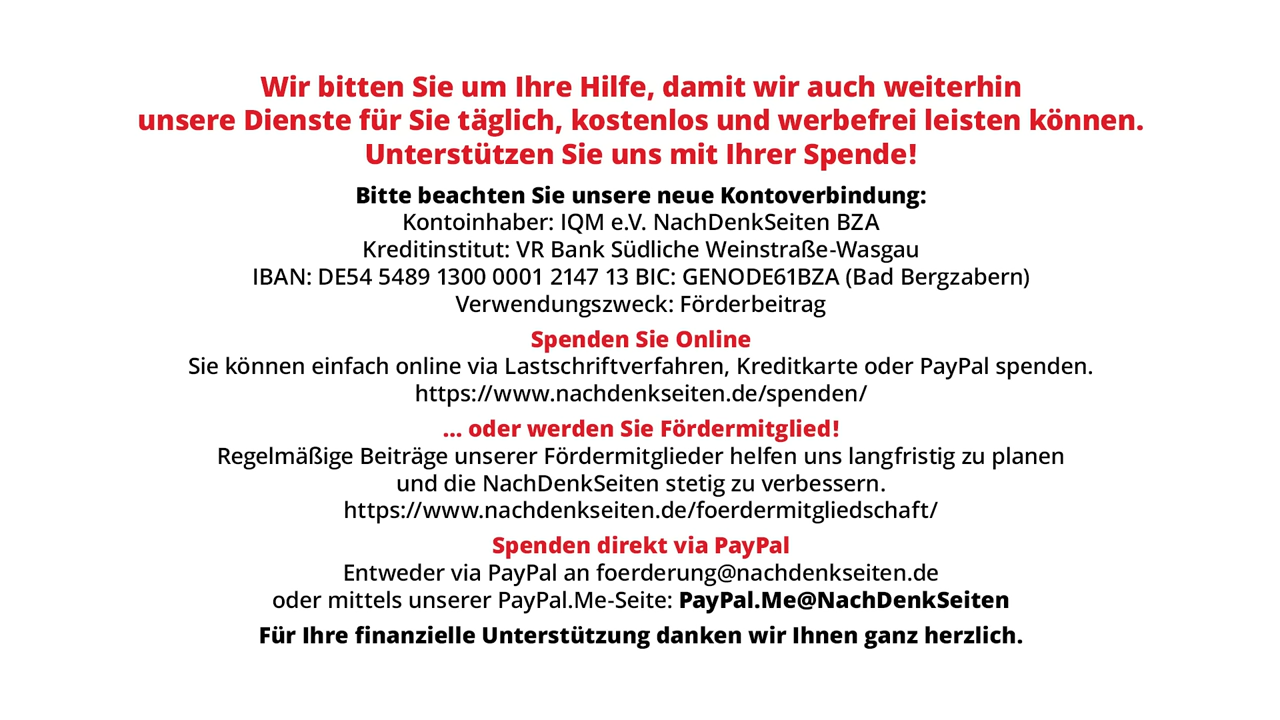 Wir bitten Sie um Ihre Hilfe, damit wir auch weiterhin
unsere Dienste für Sie täglich, kostenlos und werbefrei leisten können.
Unterstützen Sie uns mit Ihrer Spende!
Bitte beachten Sie unsere neue Kontoverbindung:
Kontoinhaber: IQM e.V. NachDenkSeiten BZA
Kreditinstitut: VR Bank Südliche Weinstraße-Wasgau
IBAN: DE54 5489 1300 0001 2147 13 BIC: GENODE61BZA (Bad Bergzabern)
Verwendungszweck: Förderbeitrag
Spenden Sie Online
Sie können einfach online via Lastschriftverfahren, Kreditkarte oder PayPal spenden.
https://www.nachdenkseiten.de/spenden/
... oder werden Sie Fördermitglied!
Regelmäßige Beiträge unserer Fördermitglieder helfen uns langfristig zu planen
und die NachDenkSeiten stetig zu verbessern.
https://www.nachdenkseiten.de/foerdermitgliedschaft/
Spenden direkt via PayPal
Entweder via PayPal an foerderung@nachdenkseiten.de
oder mittels unserer PayPal.Me-Seite: PayPal.Me@NachDenkSeiten
Für Ihre finanzielle Unterstützung danken wir Ihnen ganz herzlich.